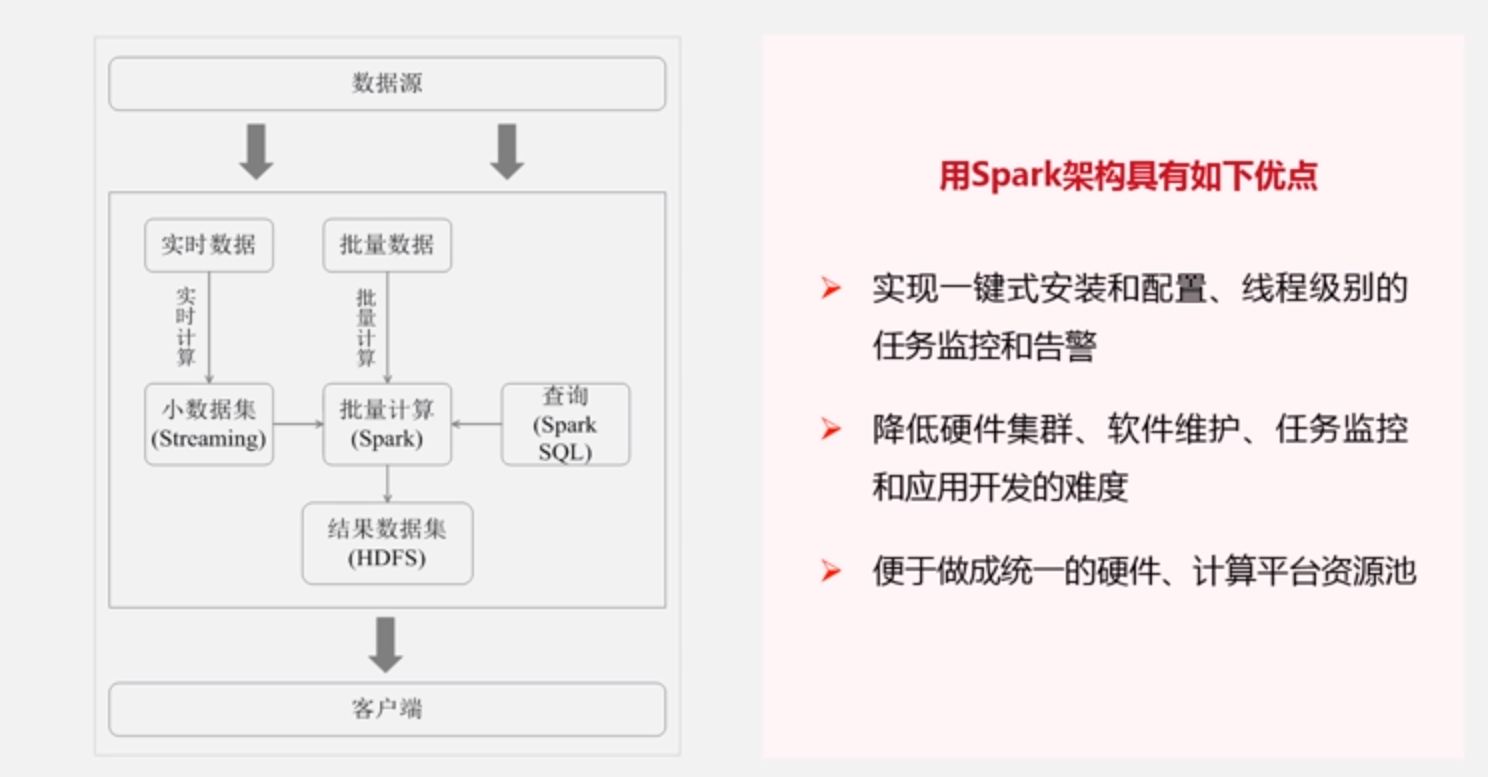 数据源
实时数据
批量数据
实时计算
批量计算
小数据集
(Streaming)
批量计算
(Spark)
查询
(Spark
SQL)
结果数据集
(HDFS)
客户端
用Spark架构具有如下优点
实现一键式安装和配置、线程级别的
任务监控和告警
降低硬件集群、软件维护、任务监控
和应用开发的难度
便于做成统一的硬件、计算平台资源池